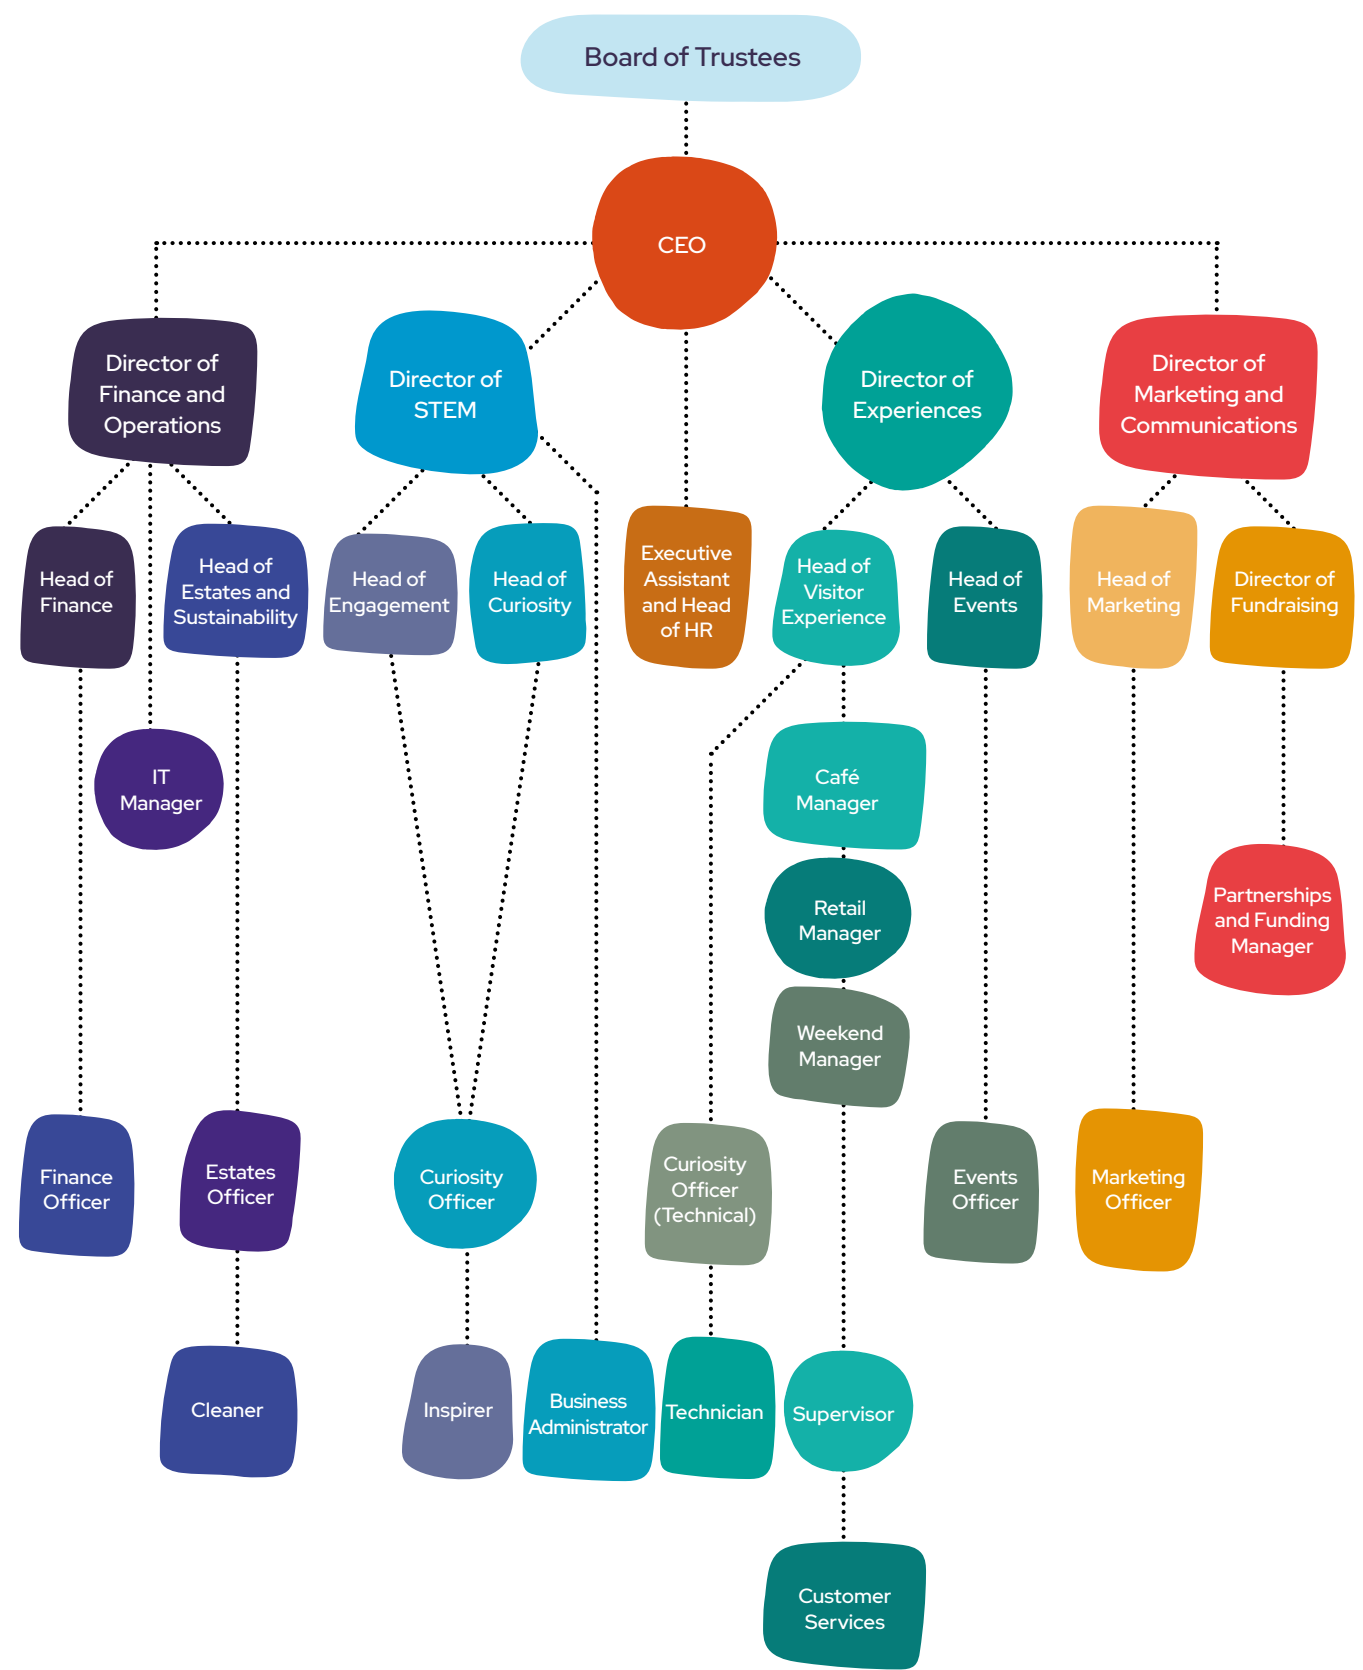 Board of Trustees
CEO
Director of
Finance and
Operations
Director of
STEM
Director of
Experiences
Director of
Marketing and
Communications
Head of
Finance
Head of
Estates and
Sustainability
Head of
Engagement
Head of
Curiosity
Executive
Assistant
and Head
of HR
Head of
Visitor
Experience
Head of
Events
Head of
Marketing
Director of
Fundraising
IT
Manager
Café
Manager
Retail
Manager
Partnerships
and Funding
Manager
Weekend
Manager
Finance
Officer
Estates
Officer
Curiosity
Officer
Curiosity
Officer
(Technical)
Events
Officer
Marketing
Officer
Cleaner
Inspirer
Business
Administrator
Technician
Supervisor
Customer
Services